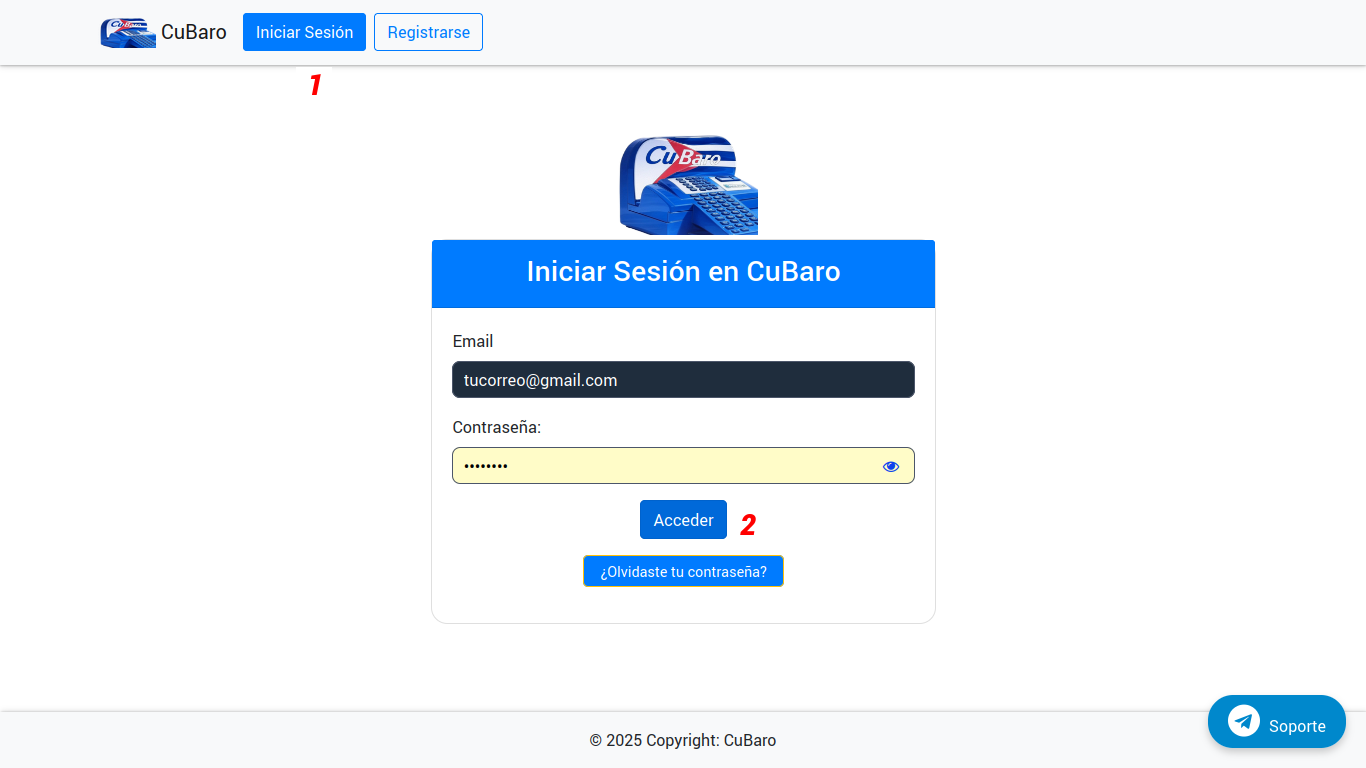 CuBaro CuBaro Iniciar Sesión Registrarse
1
CuBaro
Iniciar Sesión en CuBaro
Email
tucorreo@gmail.com
Contraseña:
••••••••
Acceder 2
¿Olvidaste tu contraseña?
Soporte
© 2025 Copyright: CuBaro